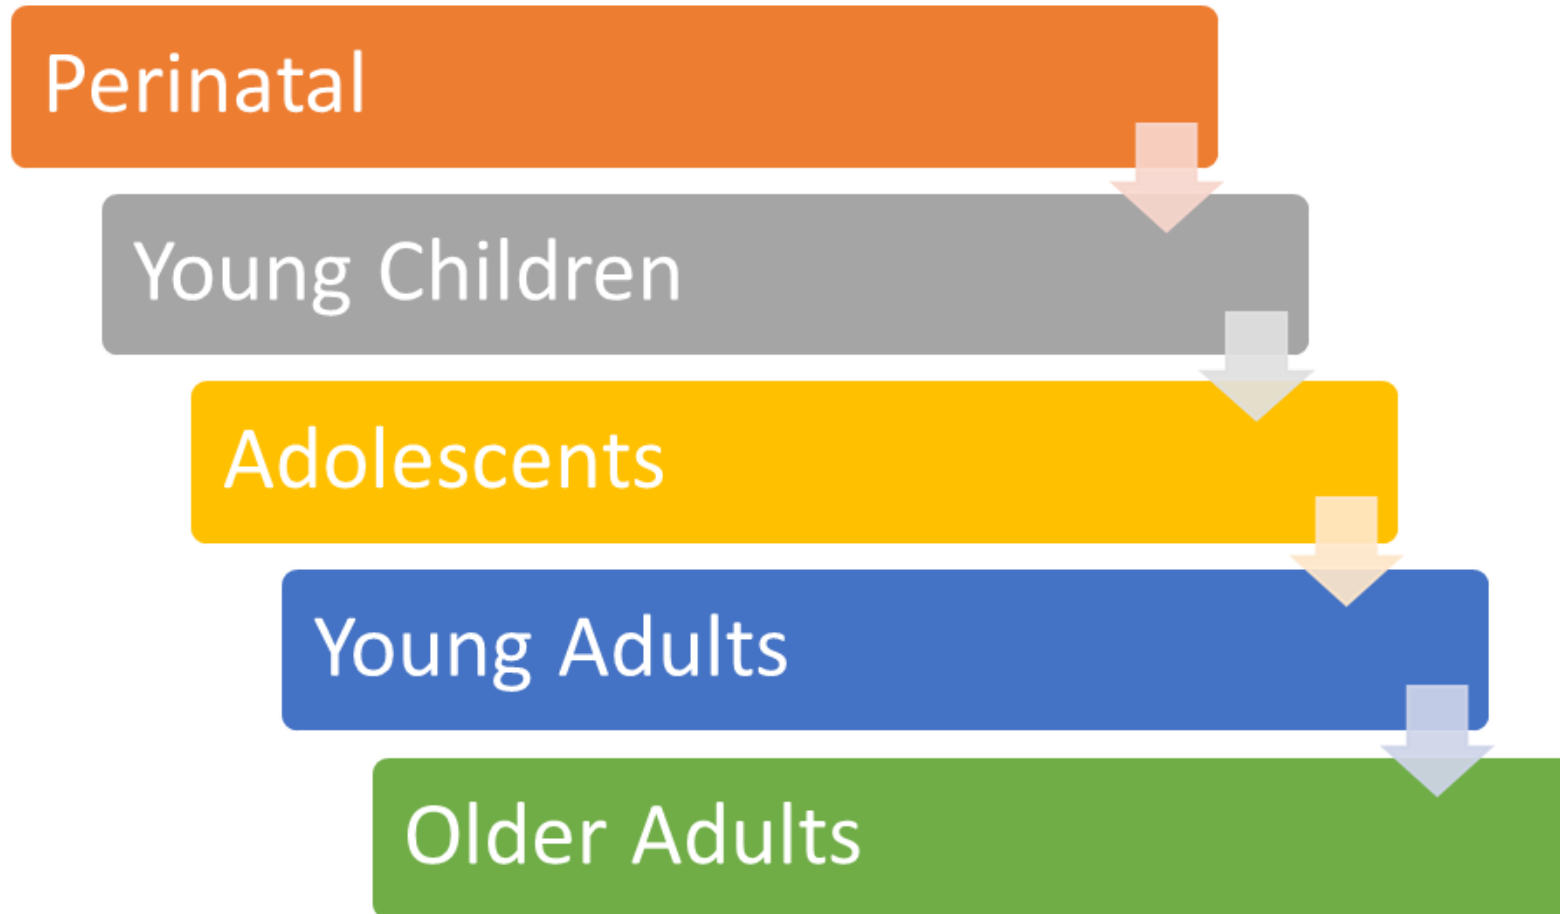 Perinatal
Young Children
Adolescents
Young Adults
Older Adults